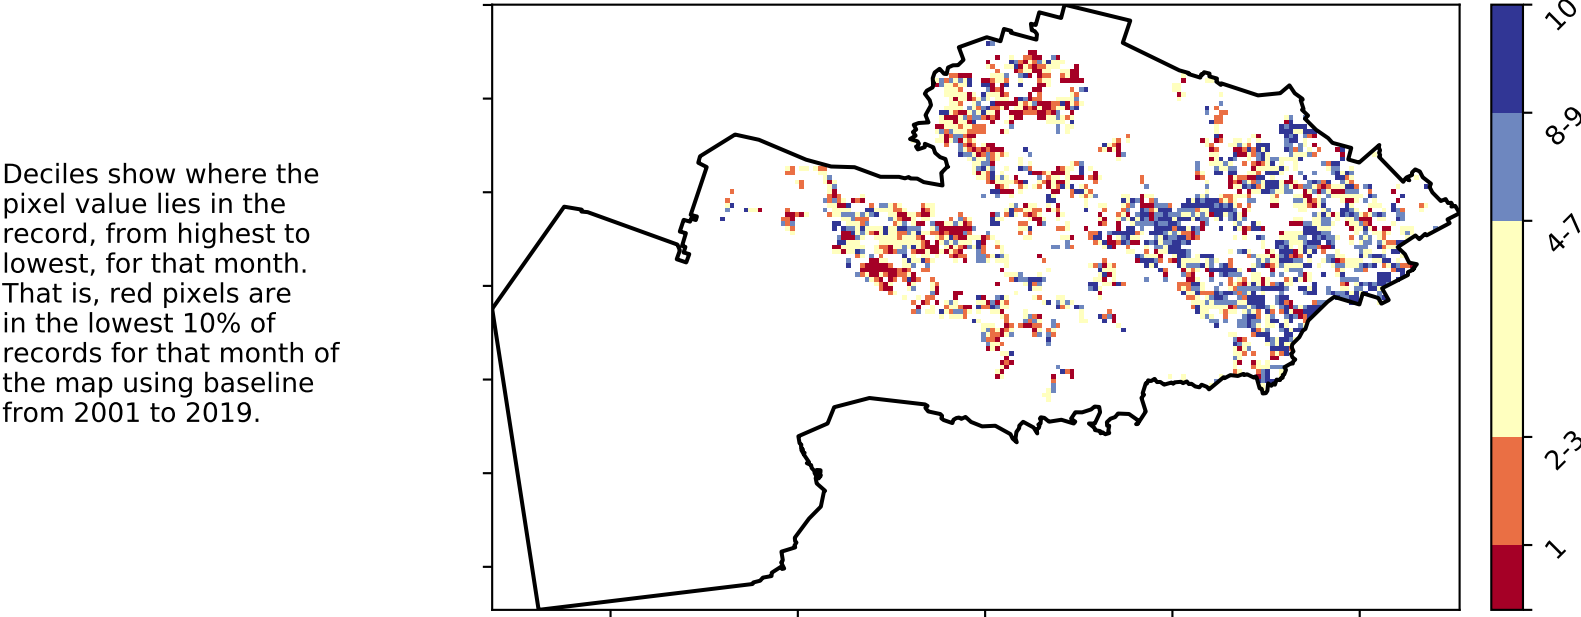 Deciles show where the
pixel value lies in the
record, from highest to
lowest, for that month.
That is, red pixels are
in the lowest 10% of
records for that month of
the map using baseline
from 2001 to 2019.
10
8-9
4-7
2-3
1